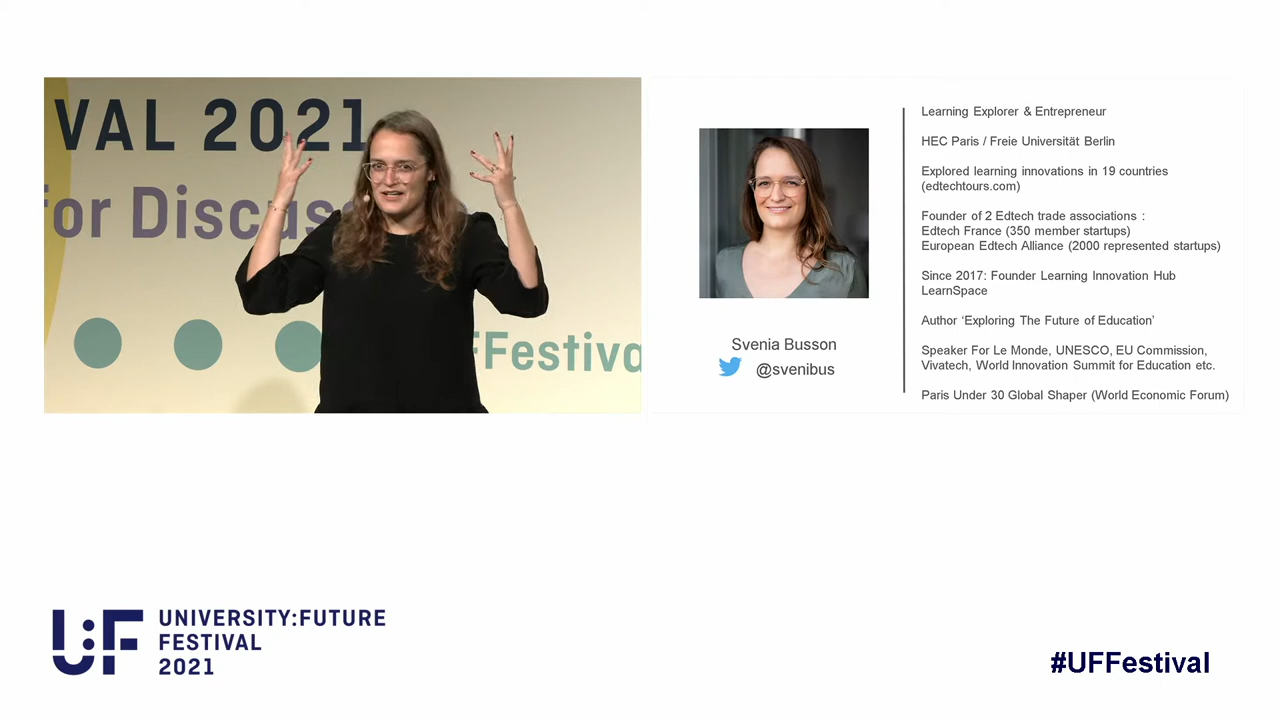 VAL 2021
for Discuss
FFestiva
Learning Explorer & Entrepreneur
HEC Paris / Freie Universität Berlin
Explored learning innovations in 19 countries
(edtechtours.com)
Founder of 2 Edtech trade associations :
Edtech France (350 member startups)
European Edtech Alliance (2000 represented startups)
Since 2017: Founder Learning Innovation Hub
LearnSpace
Author ‘Exploring The Future of Education’
Speaker For Le Monde, UNESCO, EU Commission,
Vivatech, World Innovation Summit for Education etc.
Paris Under 30 Global Shaper (World Economic Forum)
Svenia Busson
@svenibus
U:F
UNIVERSITY:FUTURE
FESTIVAL
2021
#UFFestival